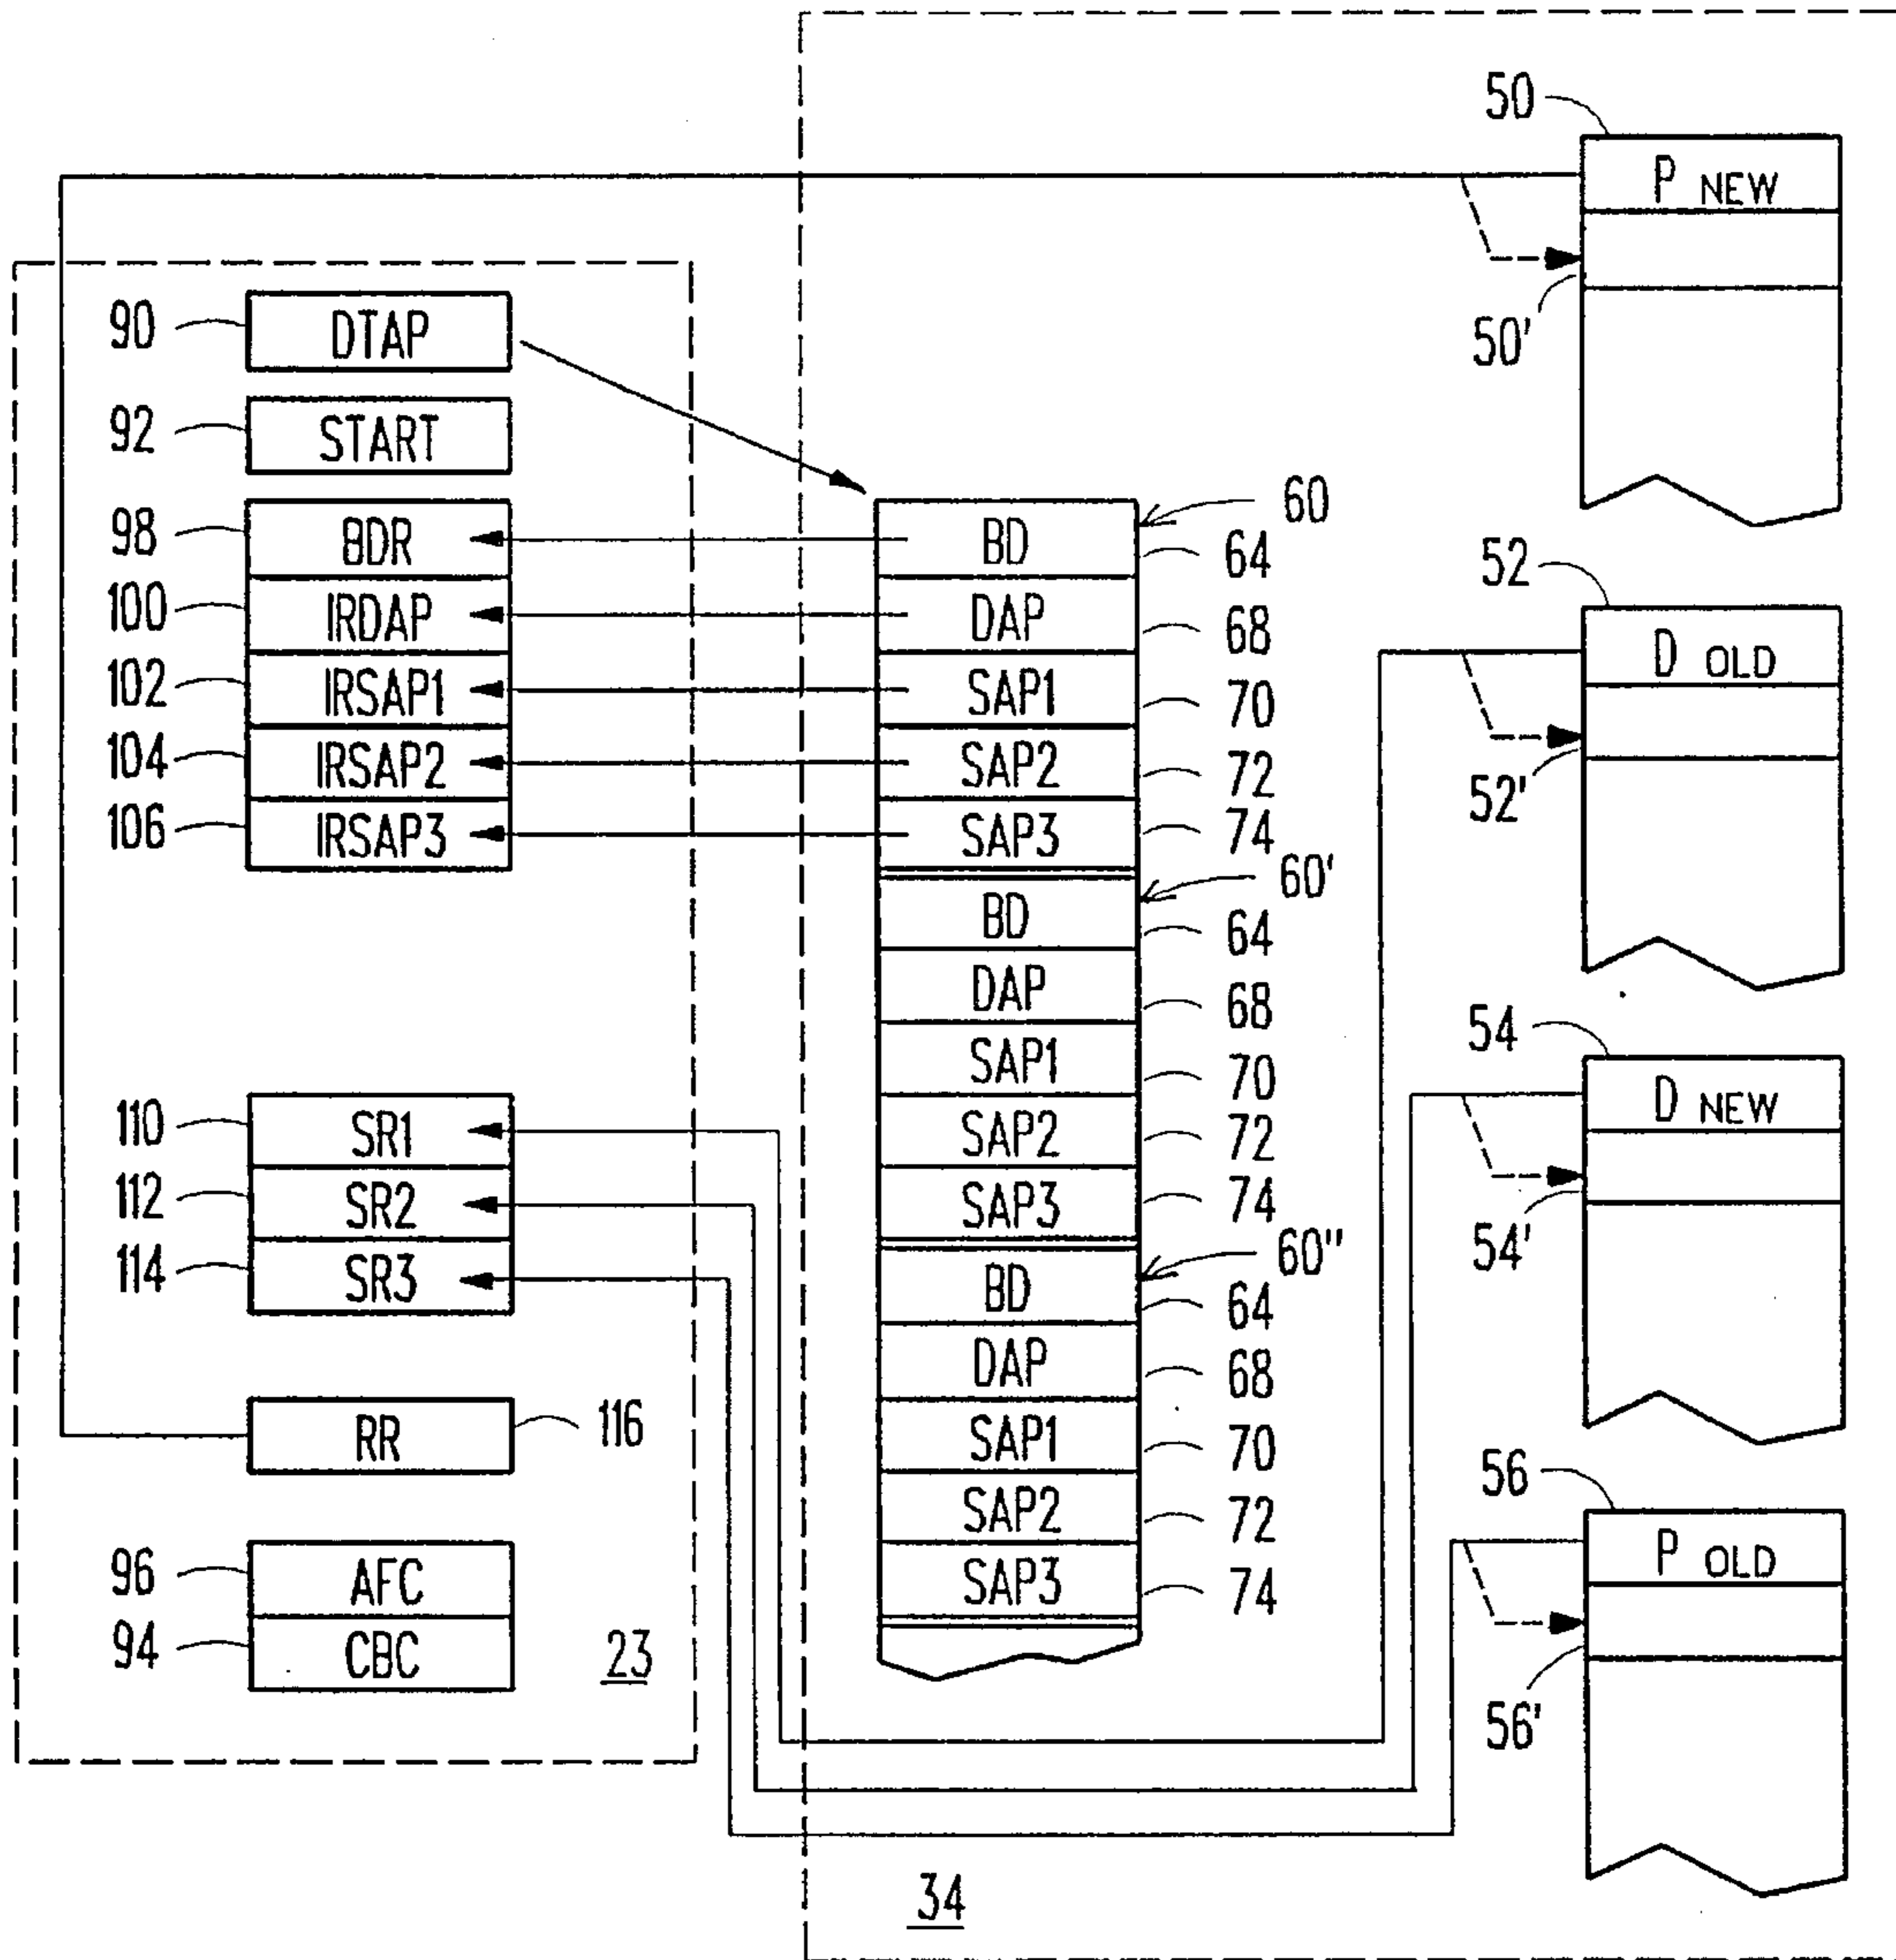 50
P NEW
50'
90 DTAP
92 START
98 BDR
100 IRDAP
102 IRSAP1
104 IRSAP2
106 IRSAP3
110 SR1
112 SR2
114 SR3
RR 116
96 AFC
94 CBC
23
60
BD 64
DAP 68
SAP1 70
SAP2 72
SAP3 74
60'
BD 64
DAP 68
SAP1 70
SAP2 72
SAP3 74
60"
BD 64
DAP 68
SAP1 70
SAP2 72
SAP3 74
52
D OLD
52'
54
D NEW
54'
56
P OLD
56'
34